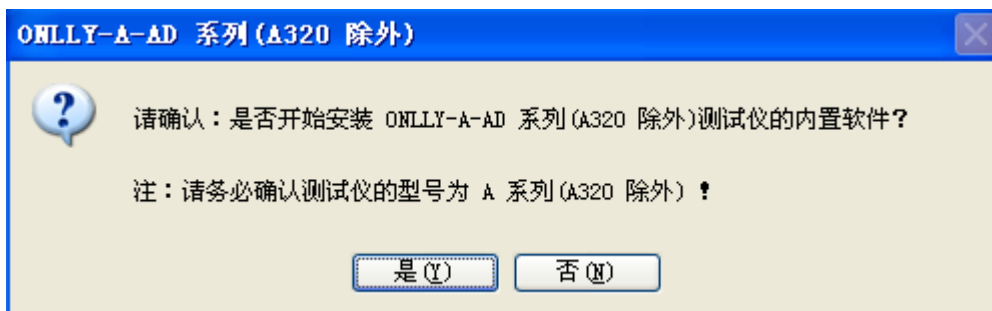 ONLLY-A-AD 系列(A320 除外)
请确认：是否开始安装 ONLLY-A-AD 系列(A320 除外)测试仪的内置软件?
注：请务必确认测试仪的型号为 A 系列(A320 除外) !
是(Y) 否(N)